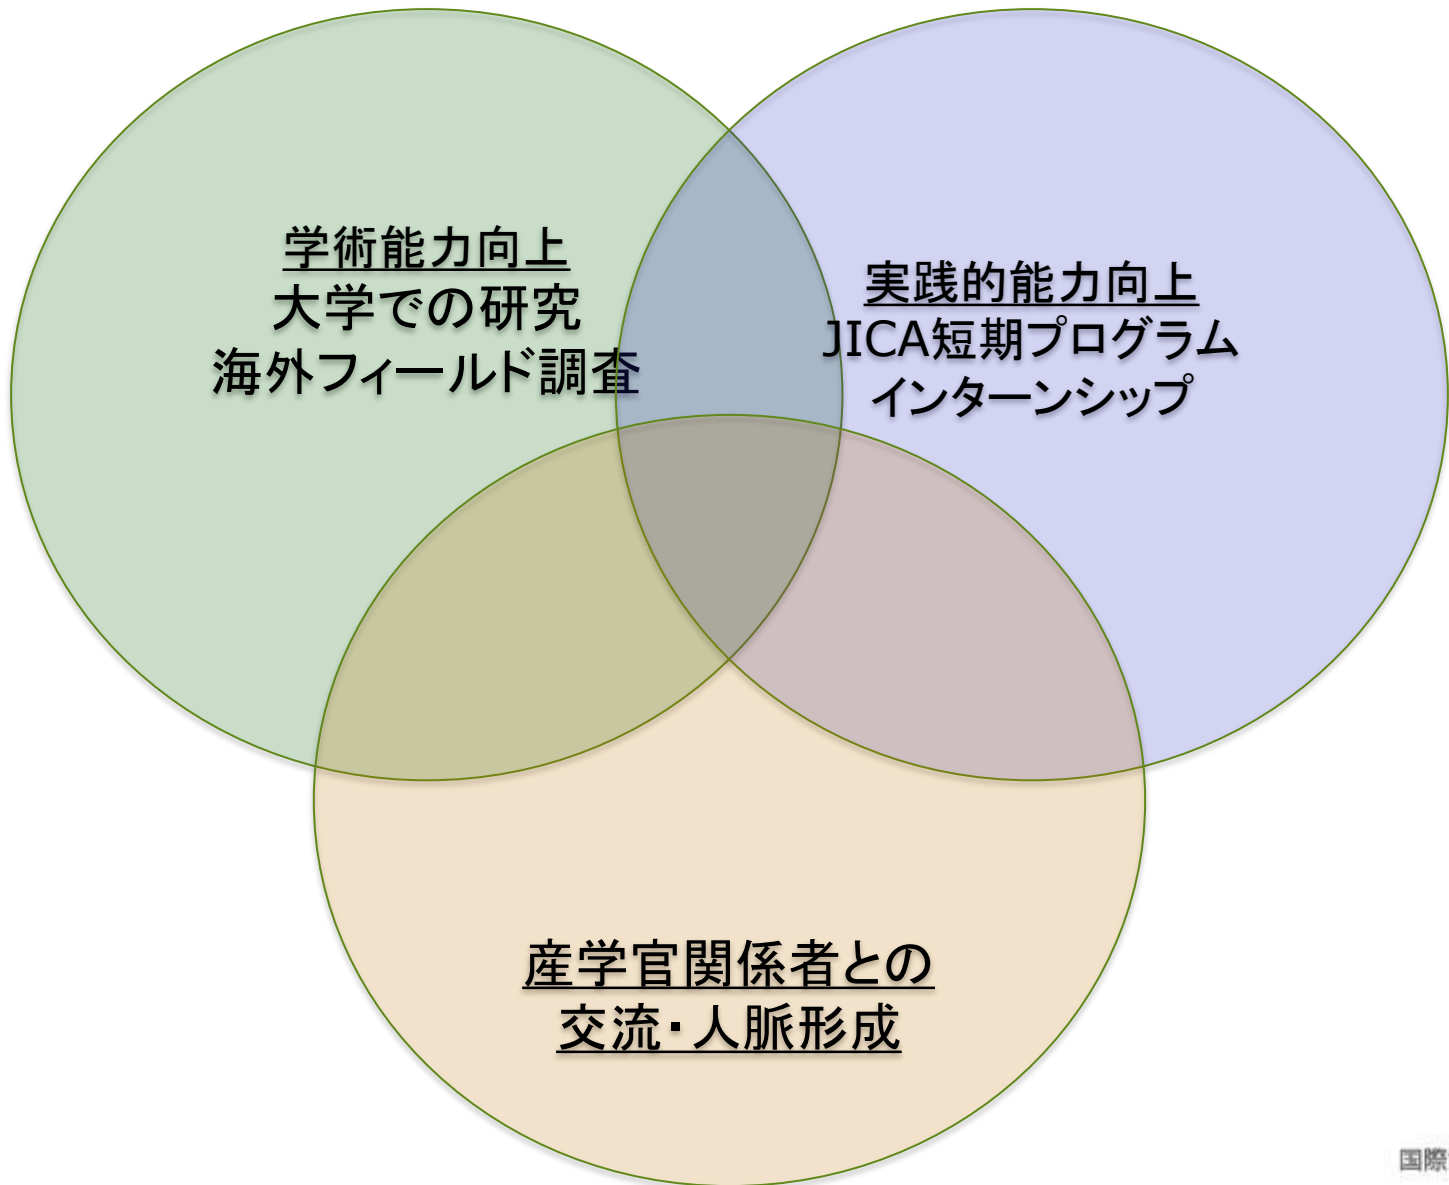 学術能力向上
大学での研究
海外フィールド調査
実践的能力向上
JICA短期プログラム
インターンシップ
産学官関係者との
交流・人脈形成
国際